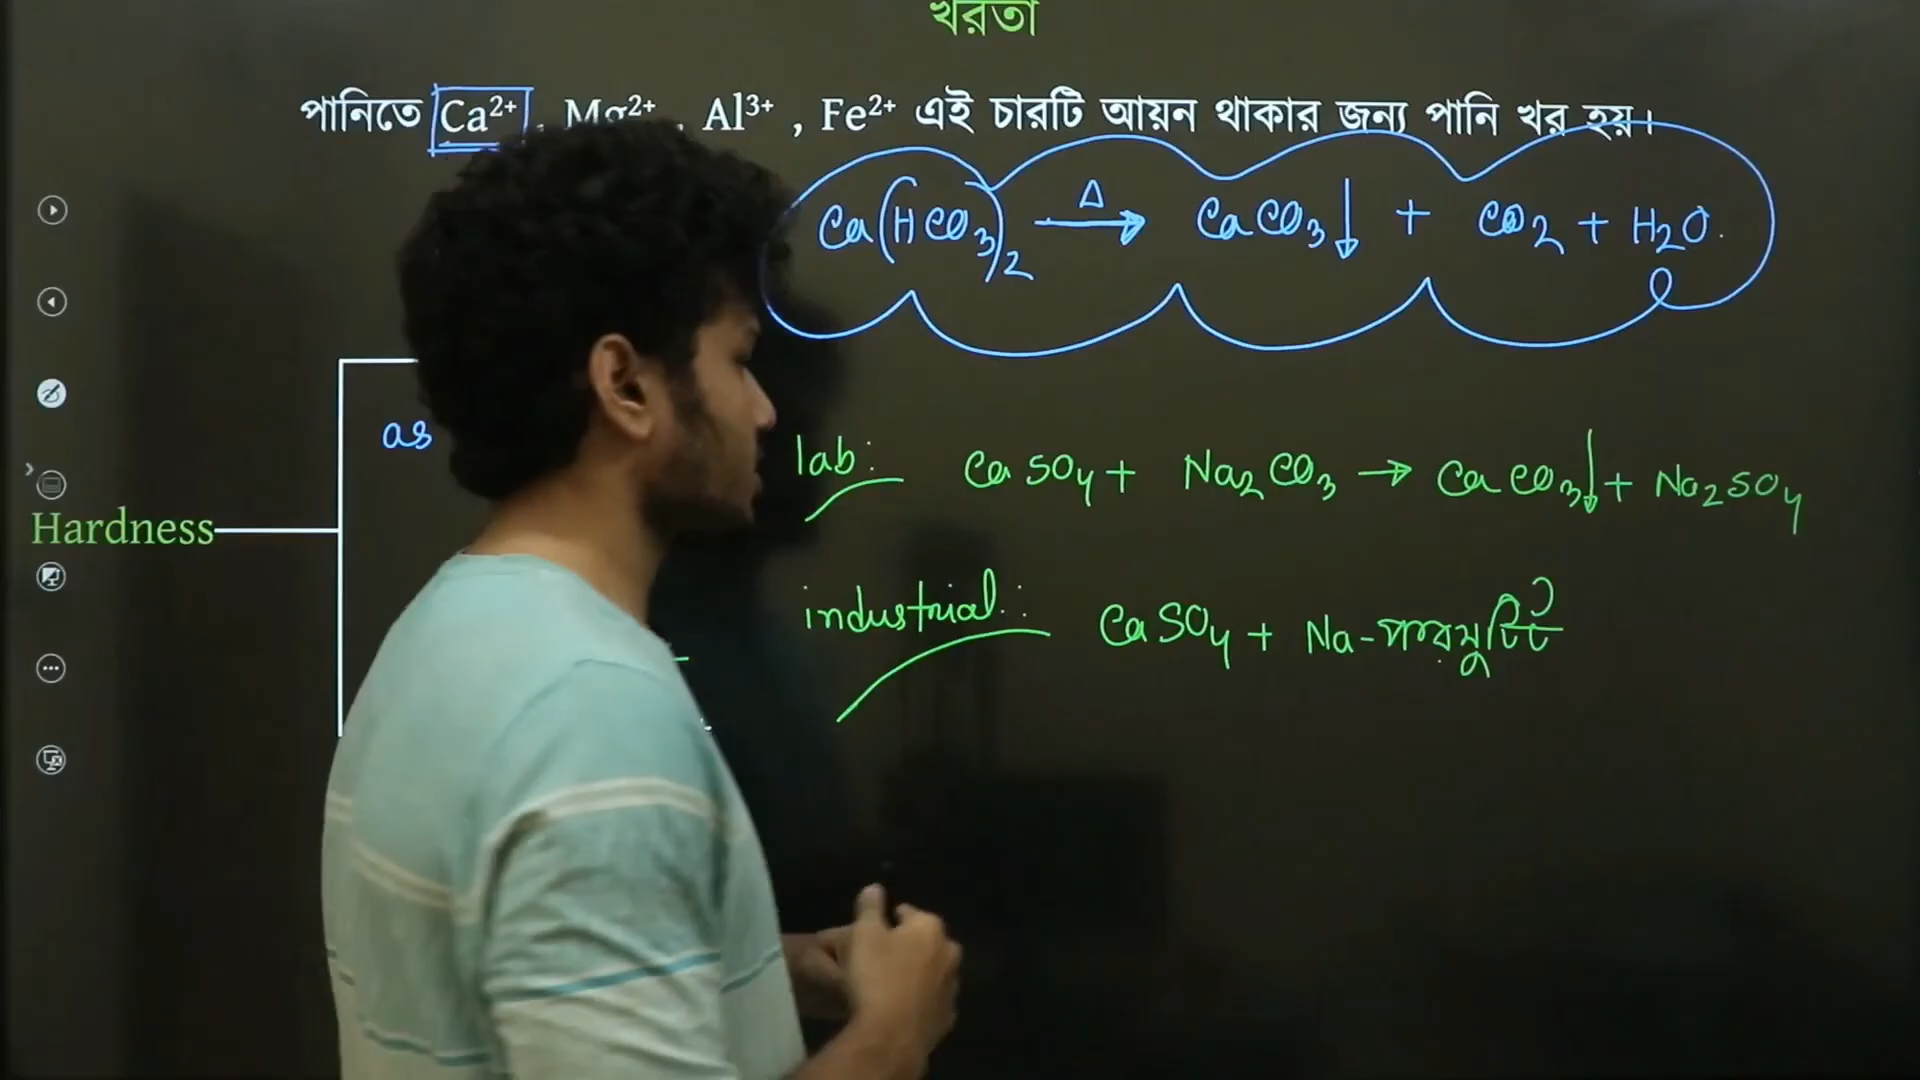 খরতা
পানিতে Ca²⁺ , Mg²⁺ , Al³⁺ , Fe²⁺ এই চারটি আয়ন থাকার জন্য পানি খর হয়।
Ca(HCO₃)₂ —Δ→ CaCO₃↓ + CO₂ + H₂O.
as
lab: CaSO₄ + Na₂CO₃ → CaCO₃↓ + Na₂SO₄
Hardness
industrial: CaSO₄ + Na-পারমুটিট